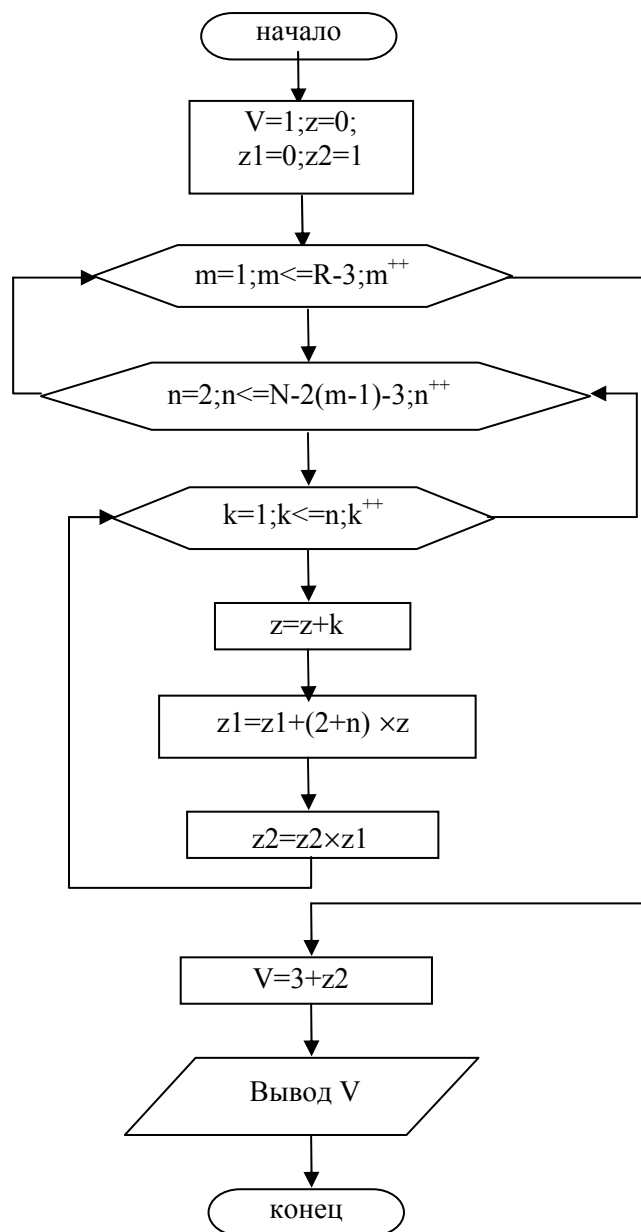 начало
V=1;z=0;
z1=0;z2=1
m=1;m<=R-3;m++
n=2;n<=N-2(m-1)-3;n++
k=1;k<=n;k++
z=z+k
z1=z1+(2+n) ×z
z2=z2×z1
V=3+z2
Вывод V
конец